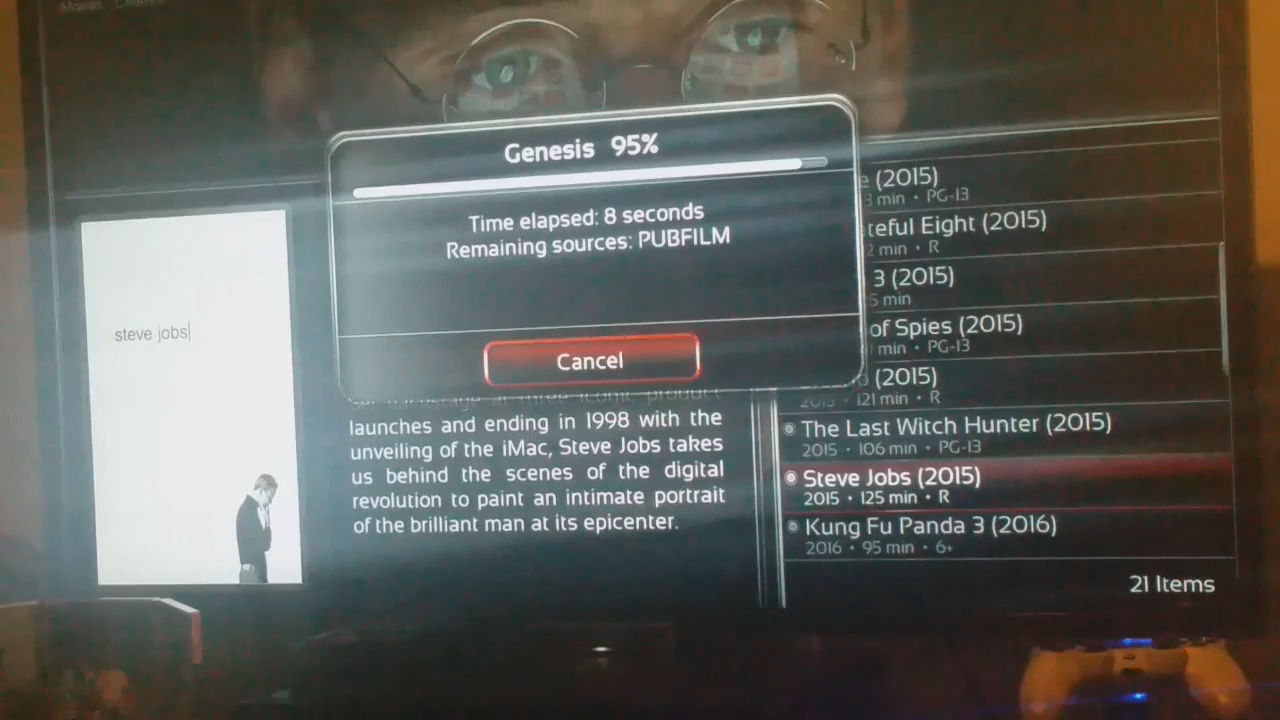 Movies
Genesis 95%
Time elapsed: 8 seconds
Remaining sources: PUBFILM
Cancel
steve jobs
launches and ending in 1998 with the
unveiling of the iMac, Steve Jobs takes
us behind the scenes of the digital
revolution to paint an intimate portrait
of the brilliant man at its epicenter.
(2015)
min • PG-13
teful Eight (2015)
2 min • R
3 (2015)
5 min
of Spies (2015)
min • PG-13
(2015)
2015 • 121 min • R
The Last Witch Hunter (2015)
2015 • 106 min • PG-13
Steve Jobs (2015)
2015 • 125 min • R
Kung Fu Panda 3 (2016)
2016 • 95 min • 6+
21 Items